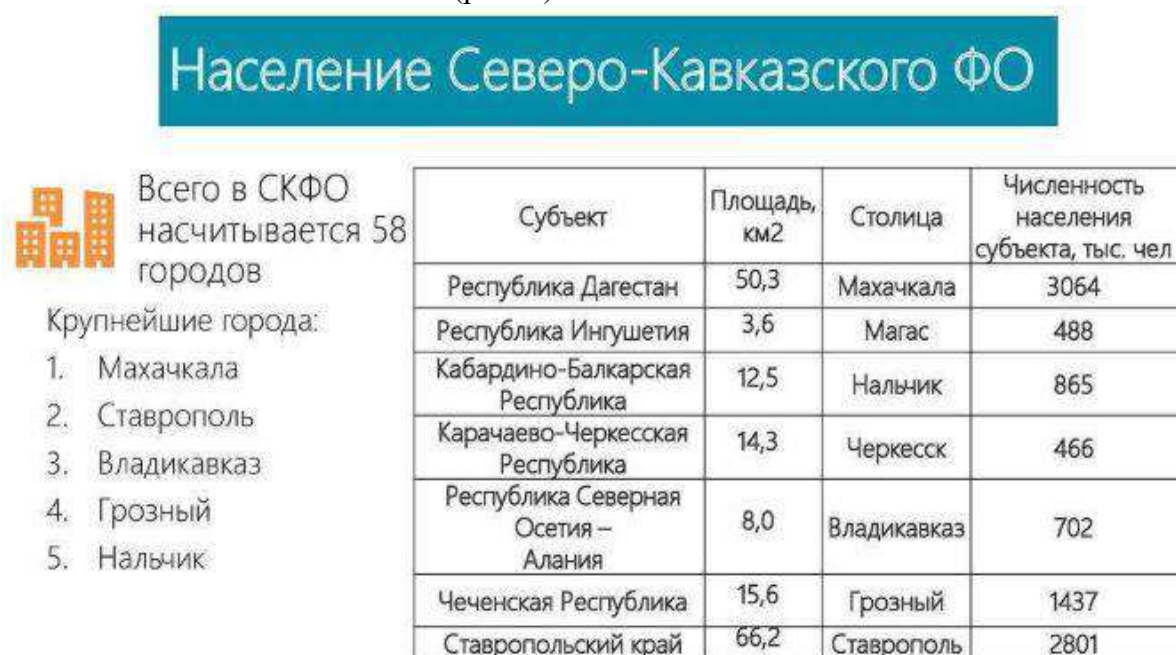 Население Северо-Кавказского ФО
Всего в СКФО
насчитывается 58
городов
Крупнейшие города:
1. Махачкала
2. Ставрополь
3. Владикавказ
4. Грозный
5. Нальчик
Субъект
Площадь,
км2
Столица
Численность
населения
субъекта, тыс. чел
Республика Дагестан 50,3 Махачкала 3064
Республика Ингушетия 3,6 Магас 488
Кабардино-Балкарская
Республика
12,5 Нальчик 865
Карачаево-Черкесская
Республика
14,3 Черкесск 466
Республика Северная
Осетия –
Алания
8,0 Владикавказ 702
Чеченская Республика 15,6 Грозный 1437
Ставропольский край 66,2 Ставрополь 2801